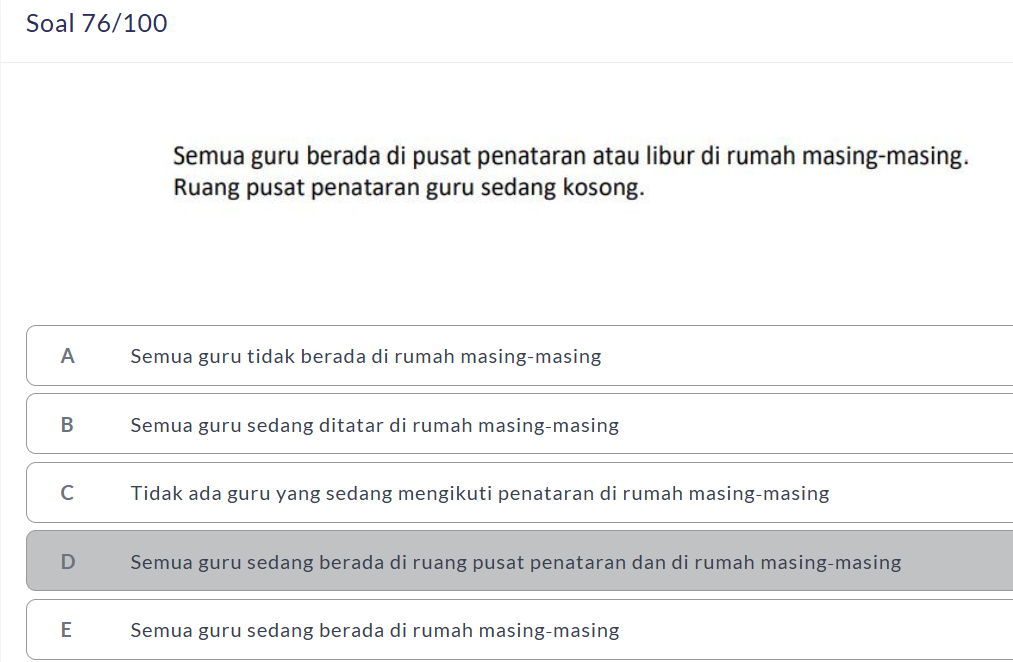 Soal 76/100
Semua guru berada di pusat penataran atau libur di rumah masing-masing.
Ruang pusat penataran guru sedang kosong.
A Semua guru tidak berada di rumah masing-masing
B Semua guru sedang ditatar di rumah masing-masing
C Tidak ada guru yang sedang mengikuti penataran di rumah masing-masing
D Semua guru sedang berada di ruang pusat penataran dan di rumah masing-masing
E Semua guru sedang berada di rumah masing-masing